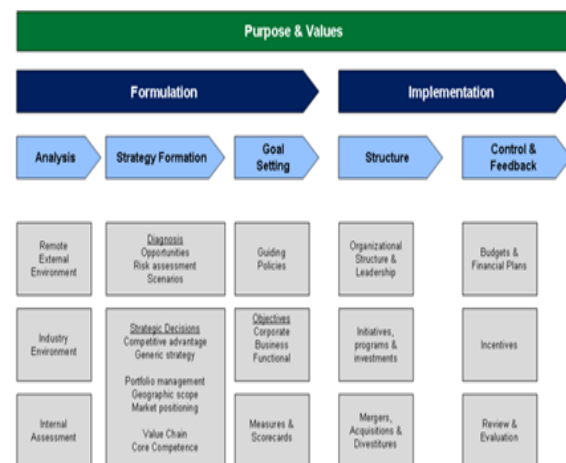 Purpose & Values
Formulation
Implementation
Analysis
Strategy Formation
Goal
Setting
Structure
Control &
Feedback
Remote
External
Environment
Diagnosis
Opportunities
Risk assessment
Scenarios
Guiding
Policies
Organizational
Structure &
Leadership
Budgets &
Financial Plans
Industry
Environment
Strategic Decisions
Competitive advantage
Generic strategy
Portfolio management
Geographic scope
Market positioning
Value Chain
Core Competence
Objectives
Corporate
Business
Functional
Initiatives,
programs &
investments
Incentives
Internal
Assessment
Measures &
Scorecards
Mergers,
Acquisitions &
Divestitures
Review &
Evaluation